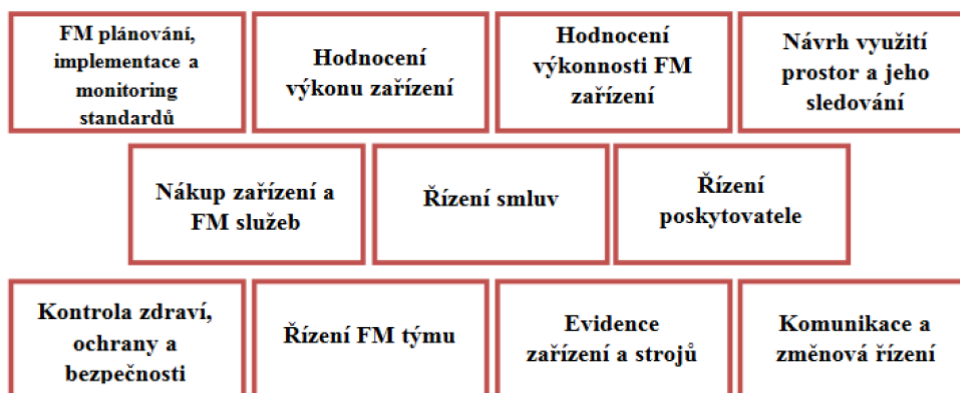 FM plánování,
implementace a
monitoring
standardů
Hodnocení
výkonu zařízení
Hodnocení
výkonnosti FM
zařízení
Návrh využití
prostor a jeho
sledování
Nákup zařízení a
FM služeb
Řízení smluv
Řízení
poskytovatele
Kontrola zdraví,
ochrany a
bezpečnosti
Řízení FM týmu
Evidence
zařízení a strojů
Komunikace a
změnová řízení